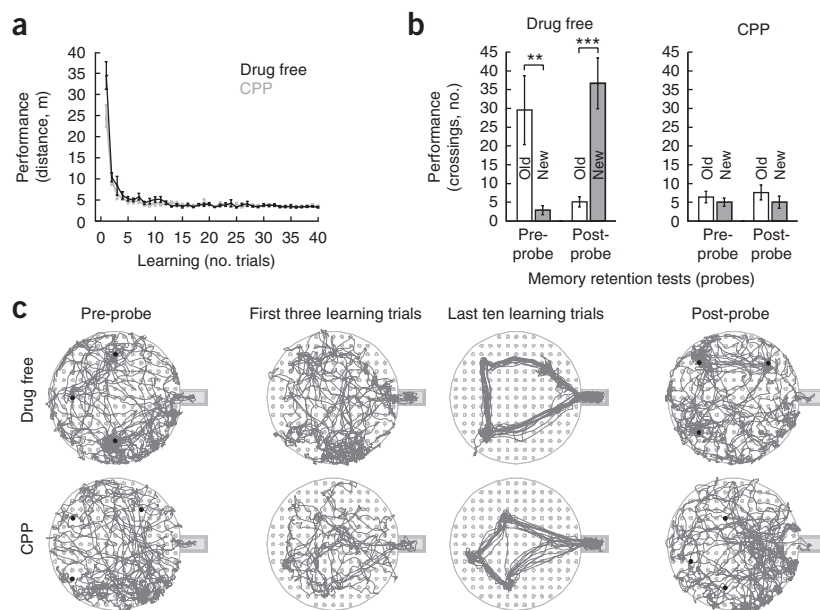 a
Performance
(distance, m)
40
35
30
25
20
15
10
5
0
Drug free
CPP
0 5 10 15 20 25 30 35 40
Learning (no. trials)
b
Drug free
CPP
Performance
(crossings, no.)
45
40
35
30
25
20
15
10
5
0
**
***
Old
New
Old
New
Pre-
probe
Post-
probe
45
40
35
30
25
20
15
10
5
0
Old
New
Old
New
Pre-
probe
Post-
probe
Memory retention tests (probes)
c
Pre-probe
First three learning trials
Last ten learning trials
Post-probe
Drug free
CPP